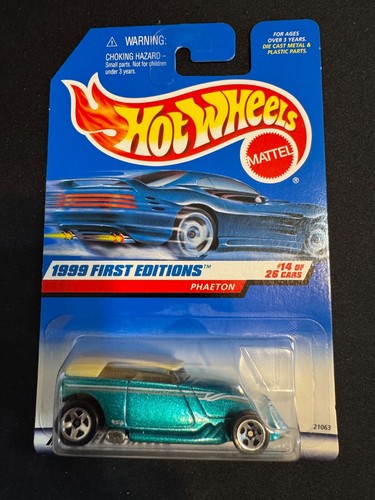 ⚠ WARNING:
CHOKING HAZARD –
Small parts. Not for children
under 3 years.
FOR AGES
OVER 3 YEARS.
DIE CAST METAL &
PLASTIC PARTS.
HOT WHEELS
MATTEL
®
1999 FIRST EDITIONS™
#14 OF
26 CARS
PHAETON
21063